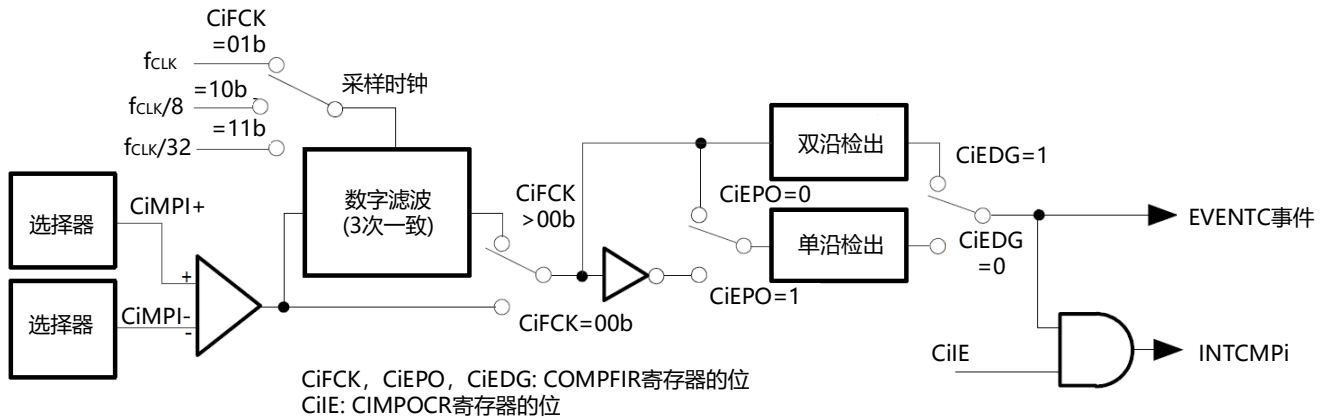 CiFCK
=01b
fCLK
采样时钟
=10b
fCLK/8
=11b
fCLK/32
双沿检出
CiEDG=1
数字滤波
(3次一致)
CiFCK
>00b
CiEPO=0
选择器
CiMPI+
EVENTC事件
单沿检出
CiEDG
=0
+
CiEPO=1
选择器
CiMPI-
-
CiFCK=00b
CiIE
INTCMPi
CiFCK，CiEPO，CiEDG: COMPFIR寄存器的位
CiIE: CIMPOCR寄存器的位